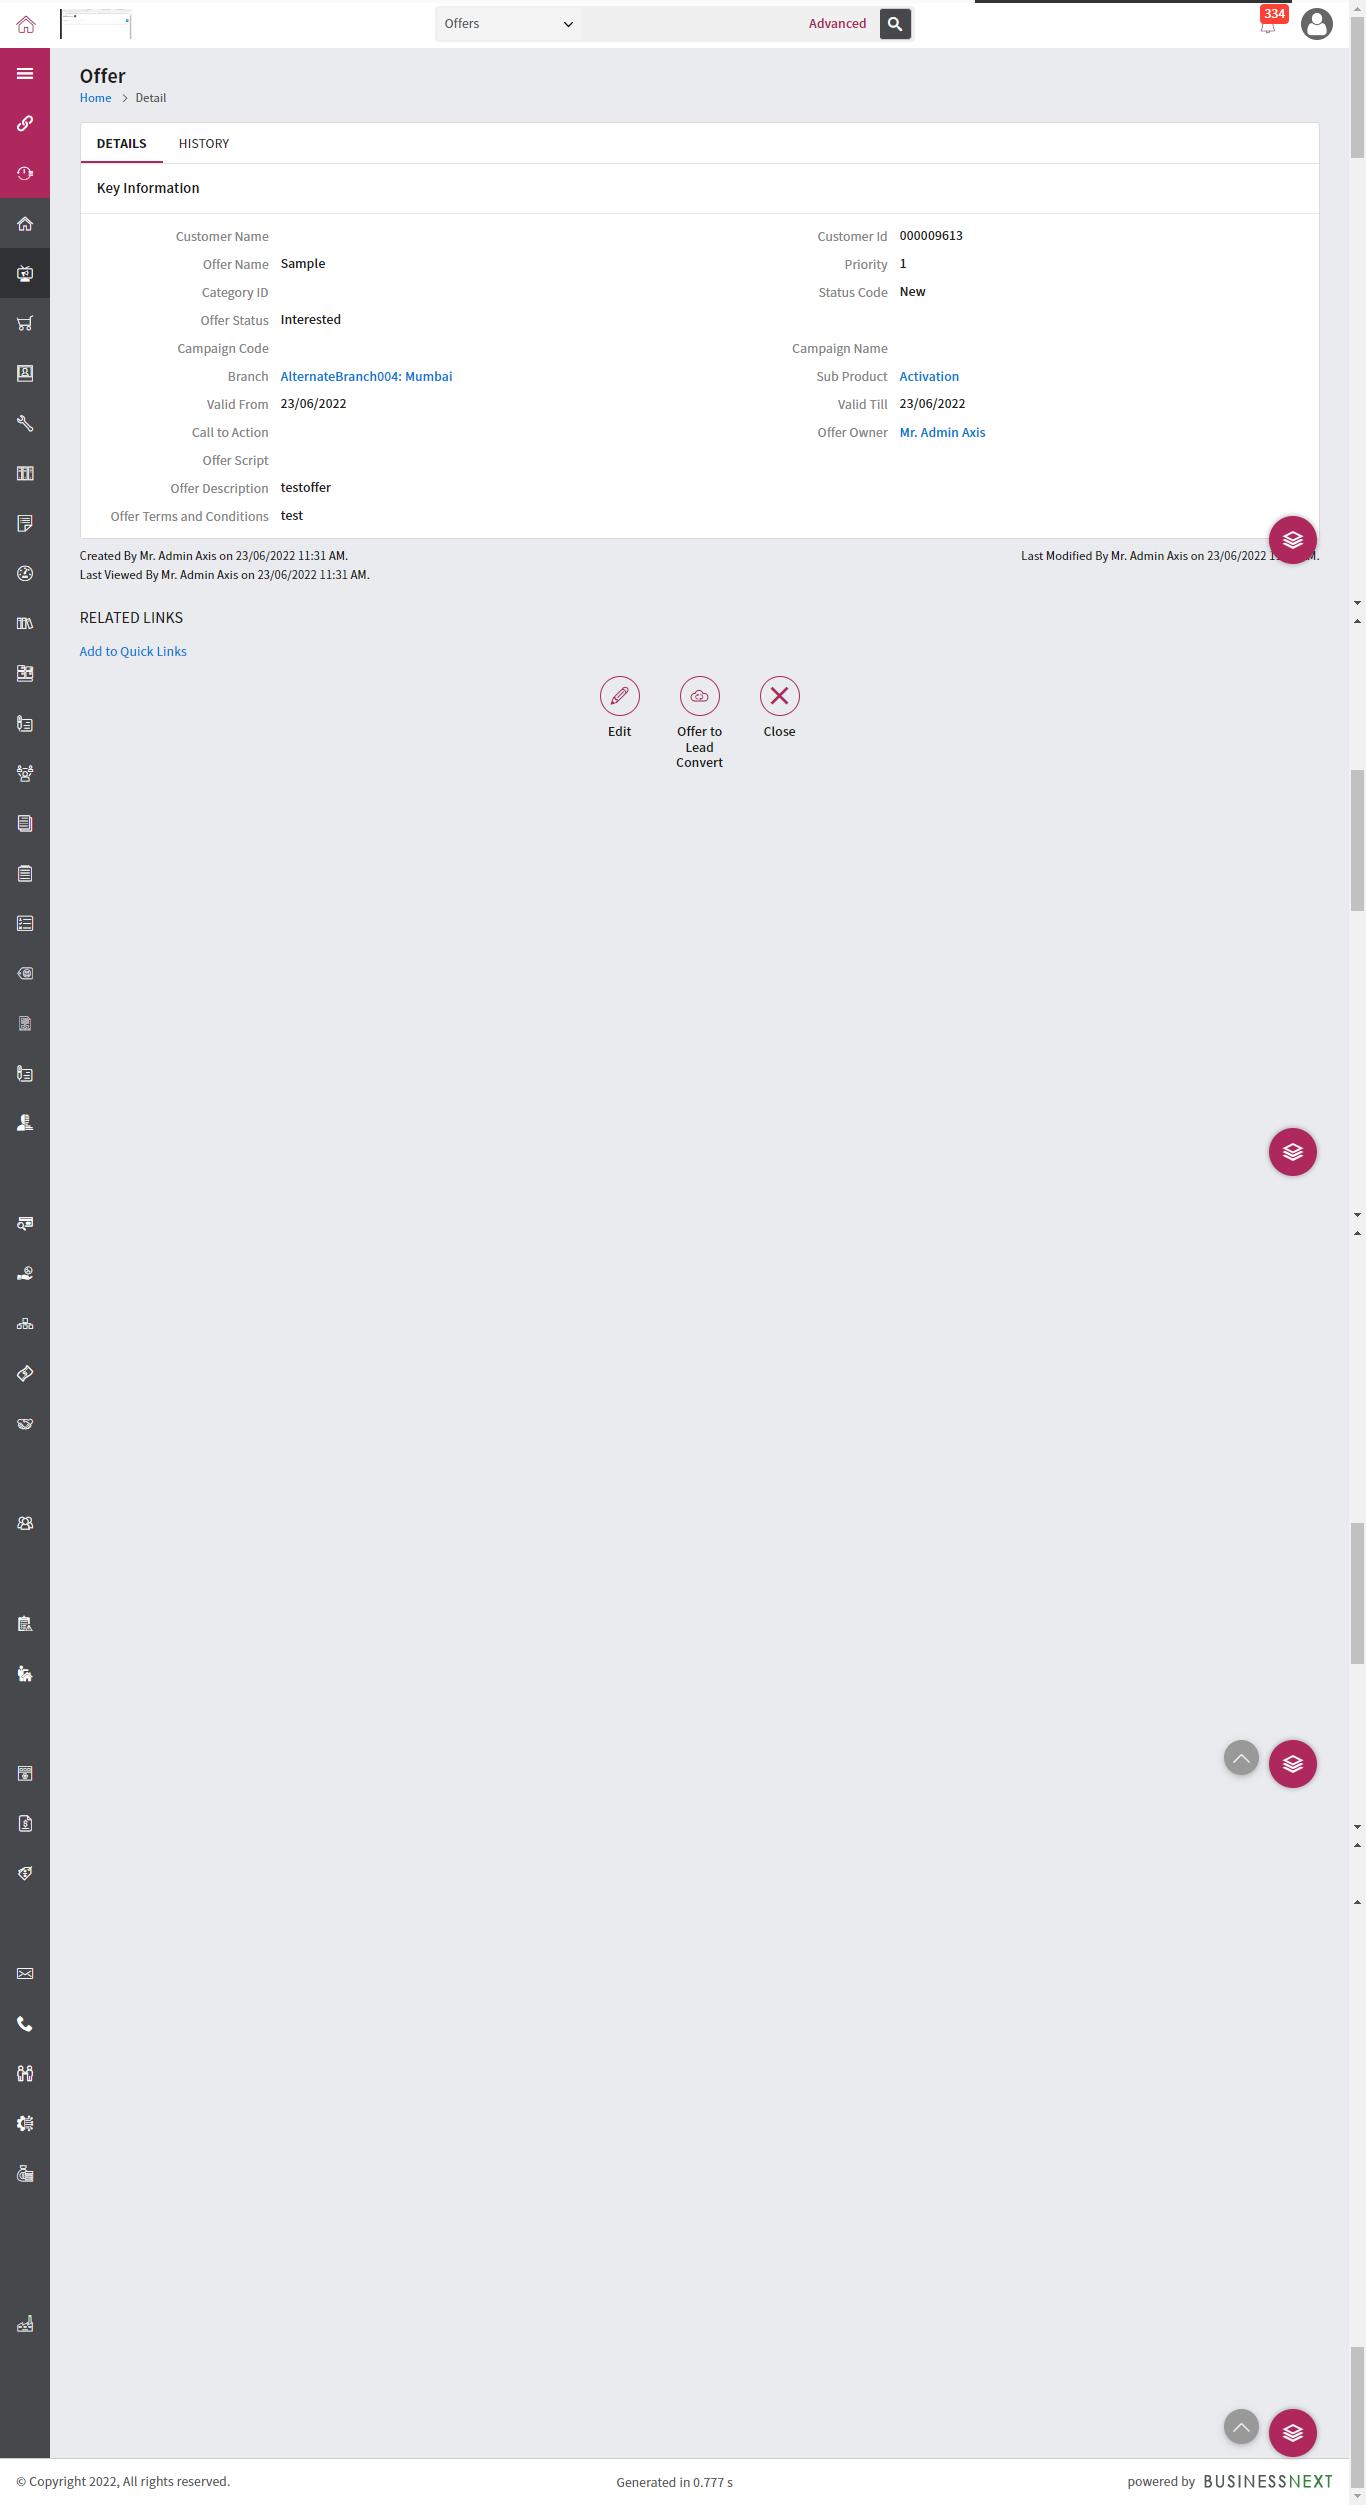 Offers
Advanced
334
Offer
Home
Detail
DETAILS
HISTORY
Key Information
Customer Name
Customer Id 000009613
Offer Name Sample
Priority 1
Category ID
Status Code New
Offer Status Interested
Campaign Code
Campaign Name
Branch AlternateBranch004: Mumbai
Sub Product Activation
Valid From 23/06/2022
Valid Till 23/06/2022
Call to Action
Offer Owner Mr. Admin Axis
Offer Script
Offer Description testoffer
Offer Terms and Conditions test
Created By Mr. Admin Axis on 23/06/2022 11:31 AM.
Last Modified By Mr. Admin Axis on 23/06/2022
Last Viewed By Mr. Admin Axis on 23/06/2022 11:31 AM.
RELATED LINKS
Add to Quick Links
Edit
Offer to
Lead
Convert
Close
© Copyright 2022, All rights reserved.
Generated in 0.777 s
powered by BUSINESSNEXT